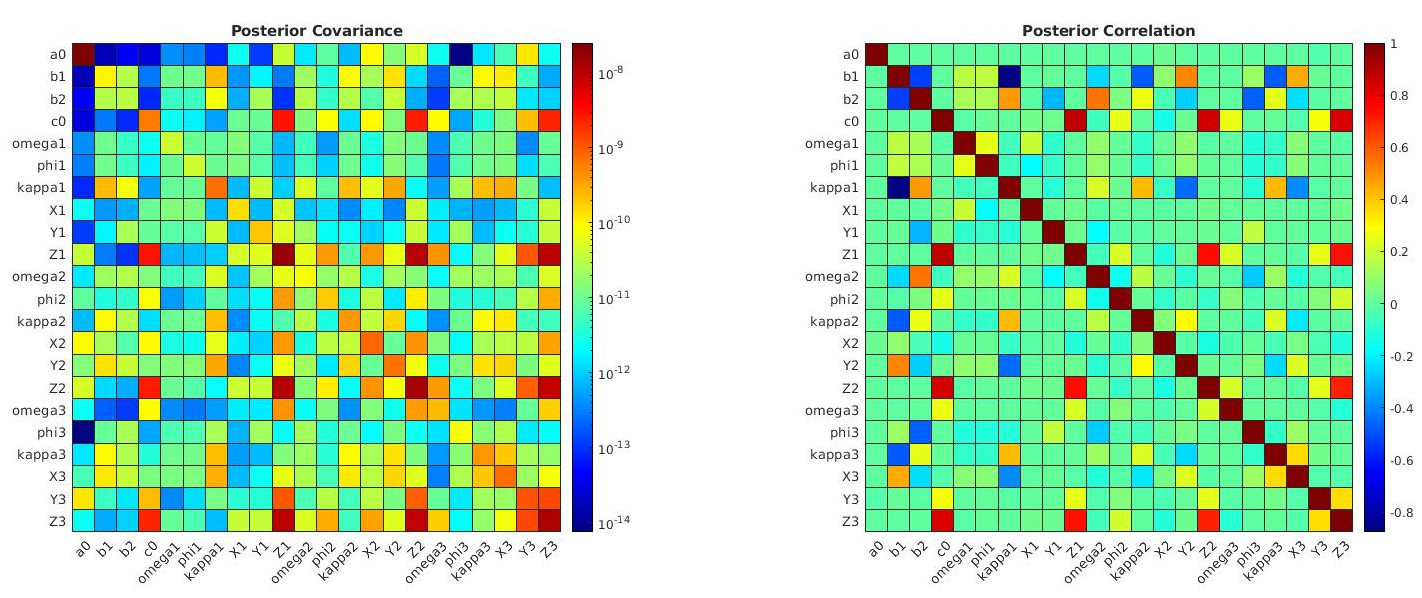 Posterior Covariance
a0
b1
b2
c0
omega1
phi1
kappa1
X1
Y1
Z1
omega2
phi2
kappa2
X2
Y2
Z2
omega3
phi3
kappa3
X3
Y3
Z3
a0 b1 b2 c0 omega1 phi1 kappa1 X1 Y1 Z1 omega2 phi2 kappa2 X2 Y2 Z2 omega3 phi3 kappa3 X3 Y3 Z3
10-8
10-9
10-10
10-11
10-12
10-13
10-14
Posterior Correlation
a0
b1
b2
c0
omega1
phi1
kappa1
X1
Y1
Z1
omega2
phi2
kappa2
X2
Y2
Z2
omega3
phi3
kappa3
X3
Y3
Z3
a0 b1 b2 c0 omega1 phi1 kappa1 X1 Y1 Z1 omega2 phi2 kappa2 X2 Y2 Z2 omega3 phi3 kappa3 X3 Y3 Z3
1
0.8
0.6
0.4
0.2
0
-0.2
-0.4
-0.6
-0.8